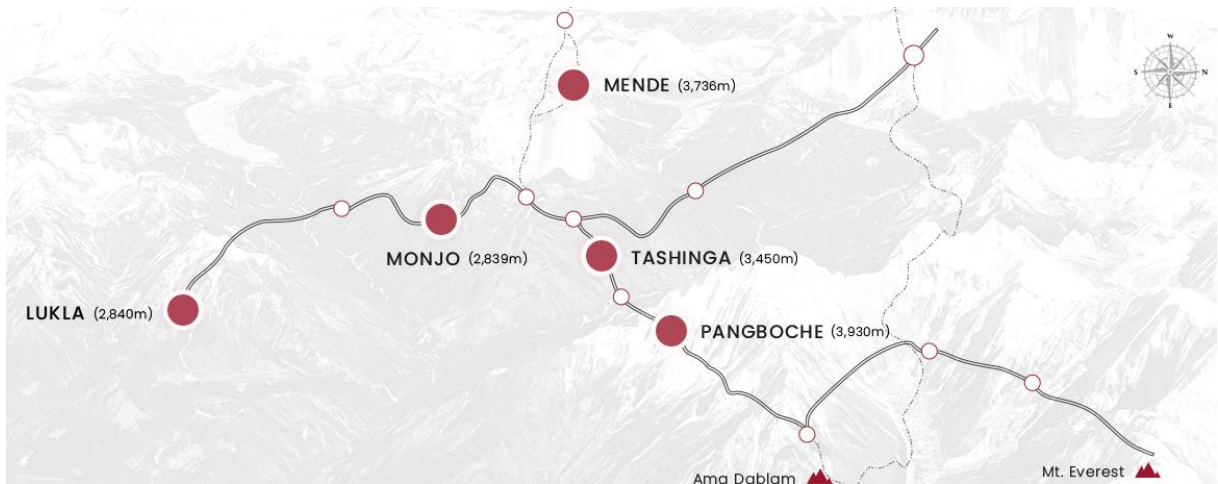 W
S N
E
MENDE (3,736m)
MONJO (2,839m)
TASHINGA (3,450m)
LUKLA (2,840m)
PANGBOCHE (3,930m)
Ama Dablam
Mt. Everest